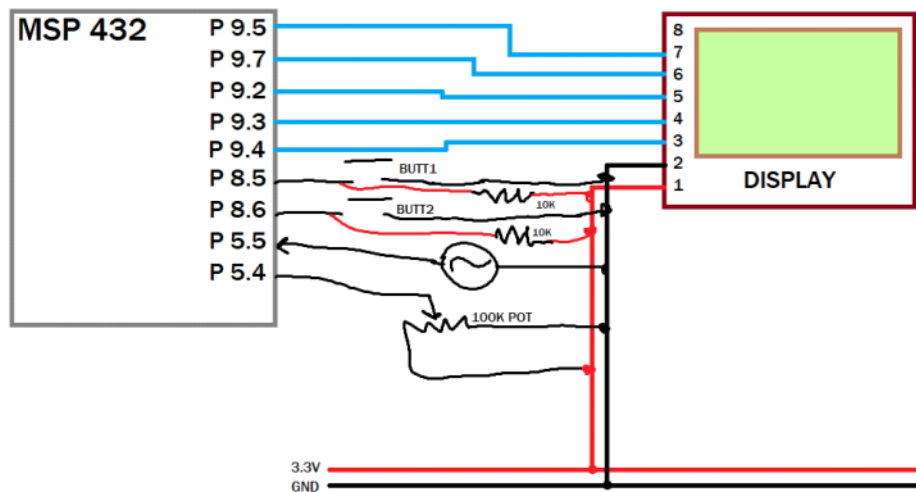 MSP 432
P 9.5
P 9.7
P 9.2
P 9.3
P 9.4
P 8.5
P 8.6
P 5.5
P 5.4
8
7
6
5
4
3
2
1
DISPLAY
BUTT1
10K
BUTT2
10K
100K POT
3.3V
GND